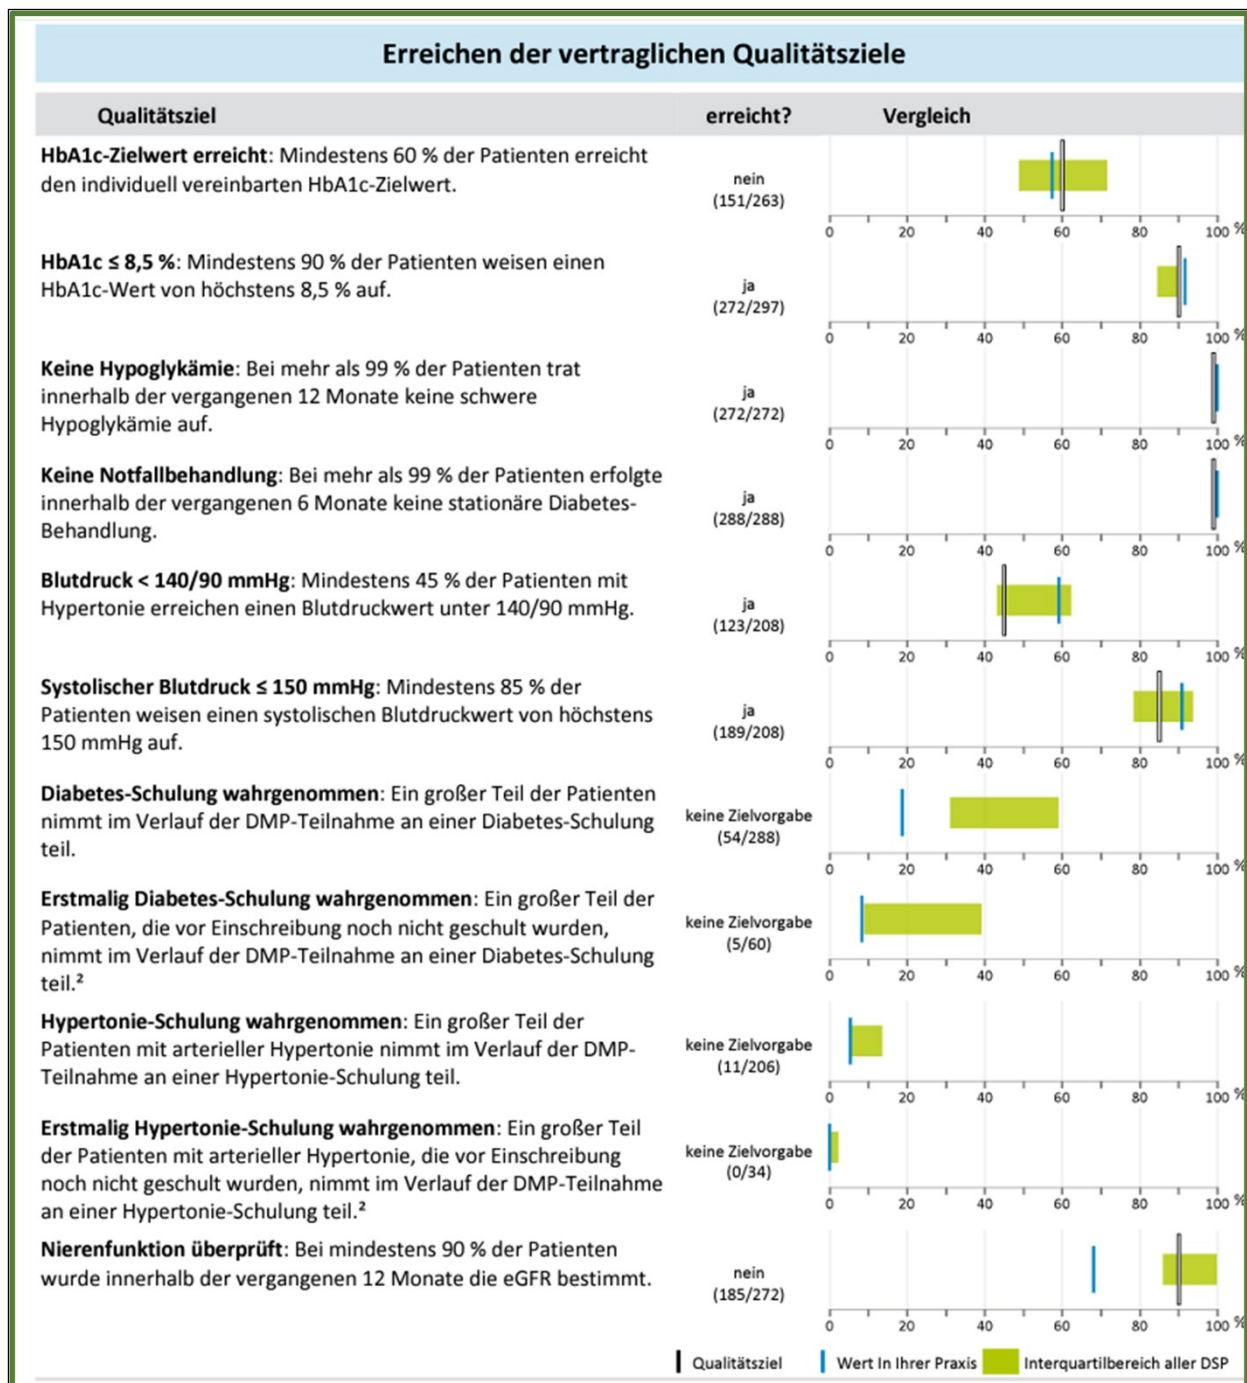 Erreichen der vertraglichen Qualitätsziele
Qualitätsziel erreicht? Vergleich
HbA1c-Zielwert erreicht: Mindestens 60 % der Patienten erreicht
den individuell vereinbarten HbA1c-Zielwert.
nein
(151/263)
0 20 40 60 80 100 %
HbA1c ≤ 8,5 %: Mindestens 90 % der Patienten weisen einen
HbA1c-Wert von höchstens 8,5 % auf.
ja
(272/297)
0 20 40 60 80 100 %
Keine Hypoglykämie: Bei mehr als 99 % der Patienten trat
innerhalb der vergangenen 12 Monate keine schwere
Hypoglykämie auf.
ja
(272/272)
0 20 40 60 80 100 %
Keine Notfallbehandlung: Bei mehr als 99 % der Patienten erfolgte
innerhalb der vergangenen 6 Monate keine stationäre Diabetes-
Behandlung.
ja
(288/288)
0 20 40 60 80 100 %
Blutdruck < 140/90 mmHg: Mindestens 45 % der Patienten mit
Hypertonie erreichen einen Blutdruckwert unter 140/90 mmHg.
ja
(123/208)
0 20 40 60 80 100 %
Systolischer Blutdruck ≤ 150 mmHg: Mindestens 85 % der
Patienten weisen einen systolischen Blutdruckwert von höchstens
150 mmHg auf.
ja
(189/208)
0 20 40 60 80 100 %
Diabetes-Schulung wahrgenommen: Ein großer Teil der Patienten
nimmt im Verlauf der DMP-Teilnahme an einer Diabetes-Schulung
teil.
keine Zielvorgabe
(54/288)
0 20 40 60 80 100 %
Erstmalig Diabetes-Schulung wahrgenommen: Ein großer Teil der
Patienten, die vor Einschreibung noch nicht geschult wurden,
nimmt im Verlauf der DMP-Teilnahme an einer Diabetes-Schulung
teil.²
keine Zielvorgabe
(5/60)
0 20 40 60 80 100 %
Hypertonie-Schulung wahrgenommen: Ein großer Teil der
Patienten mit arterieller Hypertonie nimmt im Verlauf der DMP-
Teilnahme an einer Hypertonie-Schulung teil.
keine Zielvorgabe
(11/206)
0 20 40 60 80 100 %
Erstmalig Hypertonie-Schulung wahrgenommen: Ein großer Teil
der Patienten mit arterieller Hypertonie, die vor Einschreibung
noch nicht geschult wurden, nimmt im Verlauf der DMP-Teilnahme
an einer Hypertonie-Schulung teil.²
keine Zielvorgabe
(0/34)
0 20 40 60 80 100 %
Nierenfunktion überprüft: Bei mindestens 90 % der Patienten
wurde innerhalb der vergangenen 12 Monate die eGFR bestimmt.
nein
(185/272)
0 20 40 60 80 100 %
Qualitätsziel Wert In Ihrer Praxis Interquartilbereich aller DSP